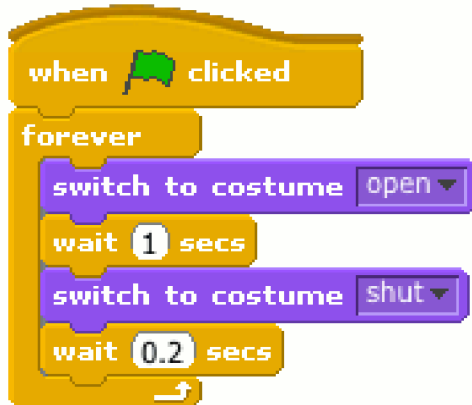 when clicked
forever
switch to costume open
wait 1 secs
switch to costume shut
wait 0.2 secs